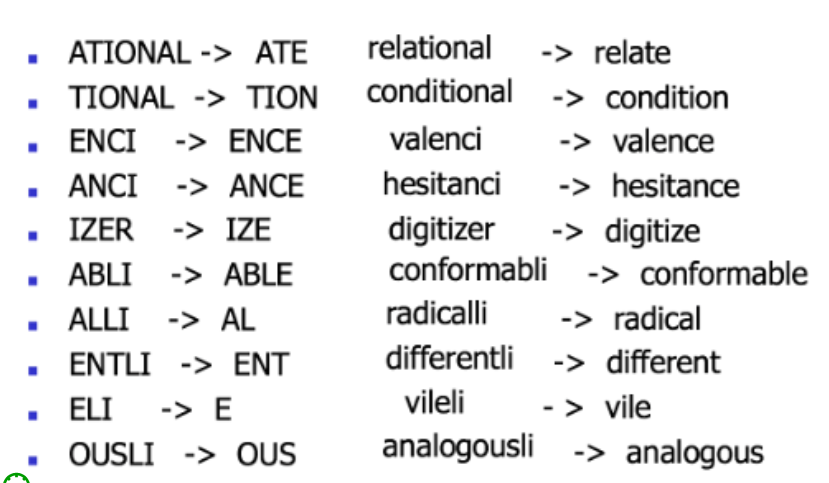 ATIONAL -> ATE relational -> relate
TIONAL -> TION conditional -> condition
ENCI -> ENCE valenci -> valence
ANCI -> ANCE hesitanci -> hesitance
IZER -> IZE digitizer -> digitize
ABLI -> ABLE conformabli -> conformable
ALLI -> AL radicalli -> radical
ENTLI -> ENT differentli -> different
ELI -> E vileli - > vile
OUSLI -> OUS analogousli -> analogous